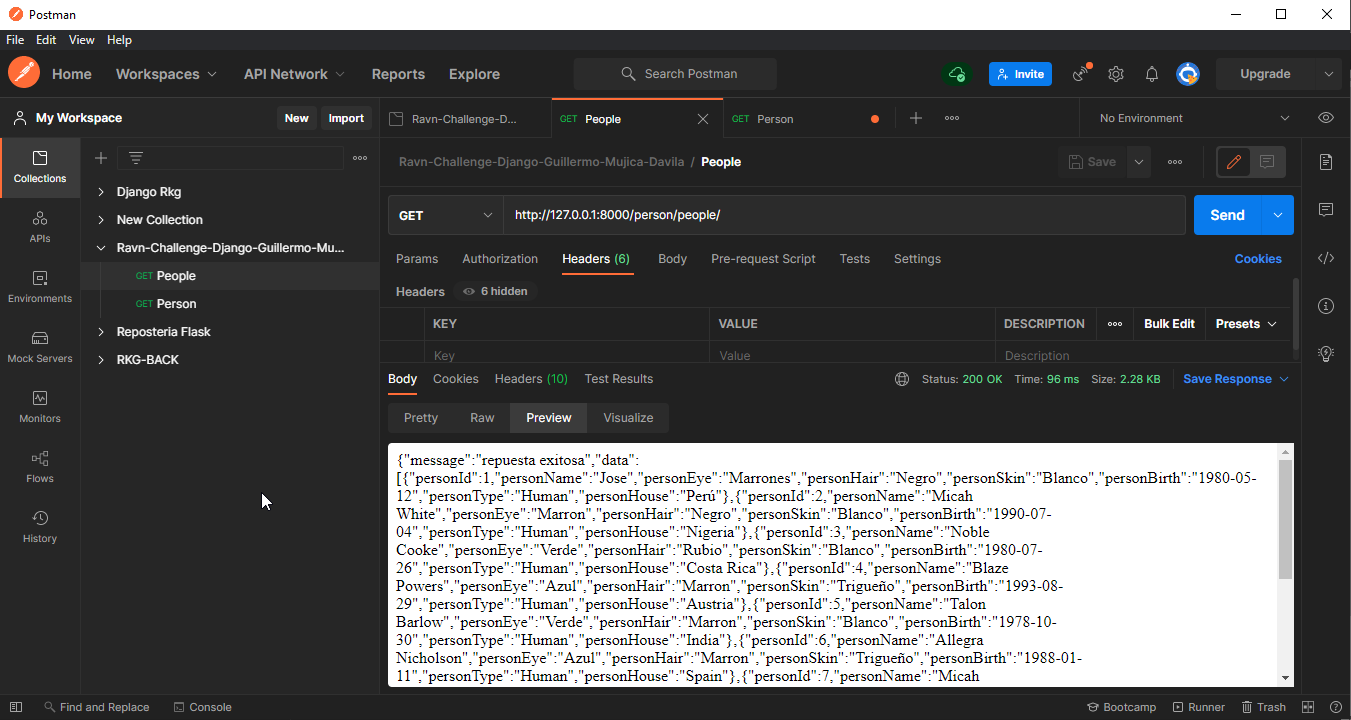 Postman
File Edit View Help
Home Workspaces API Network Reports Explore Search Postman Invite Upgrade
My Workspace New Import
Ravn-Challenge-D... GET People GET Person No Environment
Collections
APIs
Environments
Mock Servers
Monitors
Flows
History
Django Rkg
New Collection
Ravn-Challenge-Django-Guillermo-Mu...
GET People
GET Person
Reposteria Flask
RKG-BACK
Ravn-Challenge-Django-Guillermo-Mujica-Davila / People Save
GET http://127.0.0.1:8000/person/people/ Send
Params Authorization Headers (6) Body Pre-request Script Tests Settings Cookies
Headers 6 hidden
KEY VALUE DESCRIPTION Bulk Edit Presets
Key Value Description
Body Cookies Headers (10) Test Results Status: 200 OK Time: 96 ms Size: 2.28 KB Save Response
Pretty Raw Preview Visualize
{"message":"repuesta exitosa","data":
[{"personId":1,"personName":"Jose","personEye":"Marrones","personHair":"Negro","personSkin":"Blanco","personBirth":"1980-05-
12","personType":"Human","personHouse":"Perú"},{"personId":2,"personName":"Micah
White","personEye":"Marron","personHair":"Negro","personSkin":"Blanco","personBirth":"1990-07-
04","personType":"Human","personHouse":"Nigeria"},{"personId":3,"personName":"Noble
Cooke","personEye":"Verde","personHair":"Rubio","personSkin":"Blanco","personBirth":"1980-07-
26","personType":"Human","personHouse":"Costa Rica"},{"personId":4,"personName":"Blaze
Powers","personEye":"Azul","personHair":"Marron","personSkin":"Trigueño","personBirth":"1993-08-
29","personType":"Human","personHouse":"Austria"},{"personId":5,"personName":"Talon
Barlow","personEye":"Verde","personHair":"Marron","personSkin":"Blanco","personBirth":"1978-10-
30","personType":"Human","personHouse":"India"},{"personId":6,"personName":"Allegra
Nicholson","personEye":"Azul","personHair":"Marron","personSkin":"Trigueño","personBirth":"1988-01-
11","personType":"Human","personHouse":"Spain"},{"personId":7,"personName":"Micah
Find and Replace Console Bootcamp Runner Trash